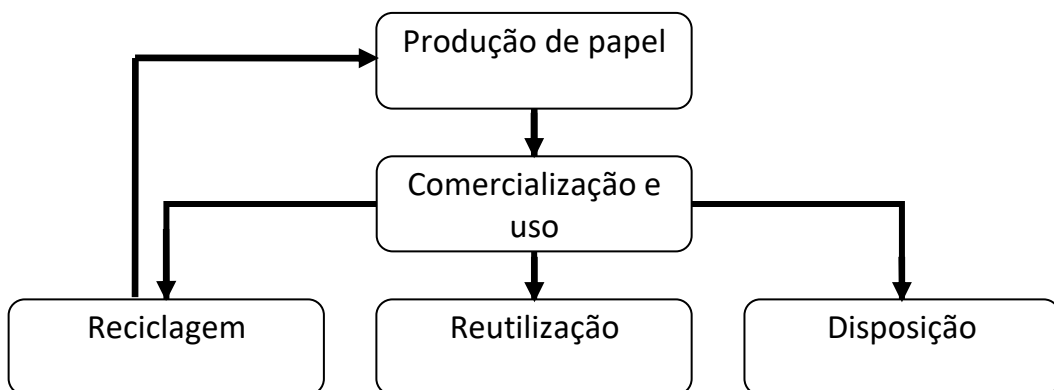 Produção de papel
Comercialização e
uso
Reciclagem
Reutilização
Disposição